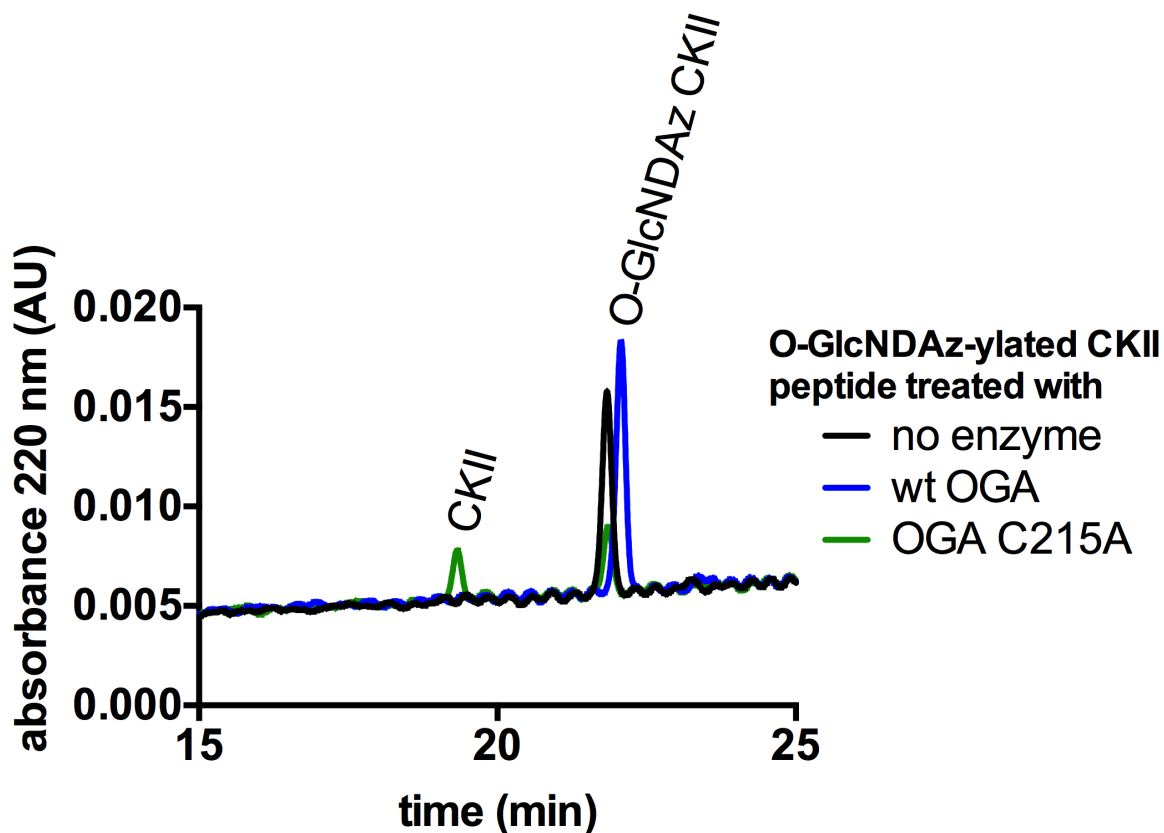 CKII
O-GlcNDAz CKII
absorbance 220 nm (AU)
0.020
0.015
0.010
0.005
0.000
15
20
25
time (min)
O-GlcNDAz-ylated CKII
peptide treated with
no enzyme
wt OGA
OGA C215A